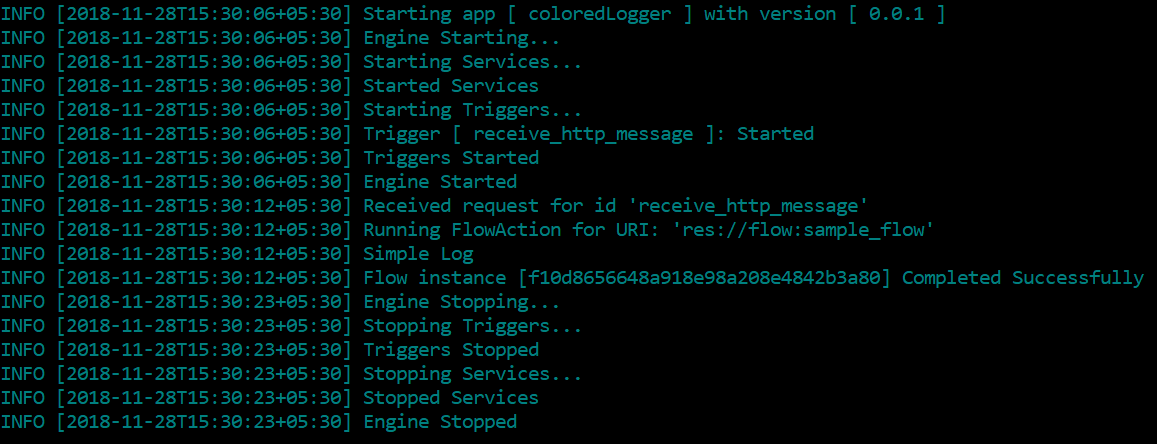 INFO [2018-11-28T15:30:06+05:30] Starting app [ coloredLogger ] with version [ 0.0.1 ]
INFO [2018-11-28T15:30:06+05:30] Engine Starting...
INFO [2018-11-28T15:30:06+05:30] Starting Services...
INFO [2018-11-28T15:30:06+05:30] Started Services
INFO [2018-11-28T15:30:06+05:30] Starting Triggers...
INFO [2018-11-28T15:30:06+05:30] Trigger [ receive_http_message ]: Started
INFO [2018-11-28T15:30:06+05:30] Triggers Started
INFO [2018-11-28T15:30:06+05:30] Engine Started
INFO [2018-11-28T15:30:12+05:30] Received request for id 'receive_http_message'
INFO [2018-11-28T15:30:12+05:30] Running FlowAction for URI: 'res://flow:sample_flow'
INFO [2018-11-28T15:30:12+05:30] Simple Log
INFO [2018-11-28T15:30:12+05:30] Flow instance [f10d8656648a918e98a208e4842b3a80] Completed Successfully
INFO [2018-11-28T15:30:23+05:30] Engine Stopping...
INFO [2018-11-28T15:30:23+05:30] Stopping Triggers...
INFO [2018-11-28T15:30:23+05:30] Triggers Stopped
INFO [2018-11-28T15:30:23+05:30] Stopping Services...
INFO [2018-11-28T15:30:23+05:30] Stopped Services
INFO [2018-11-28T15:30:23+05:30] Engine Stopped